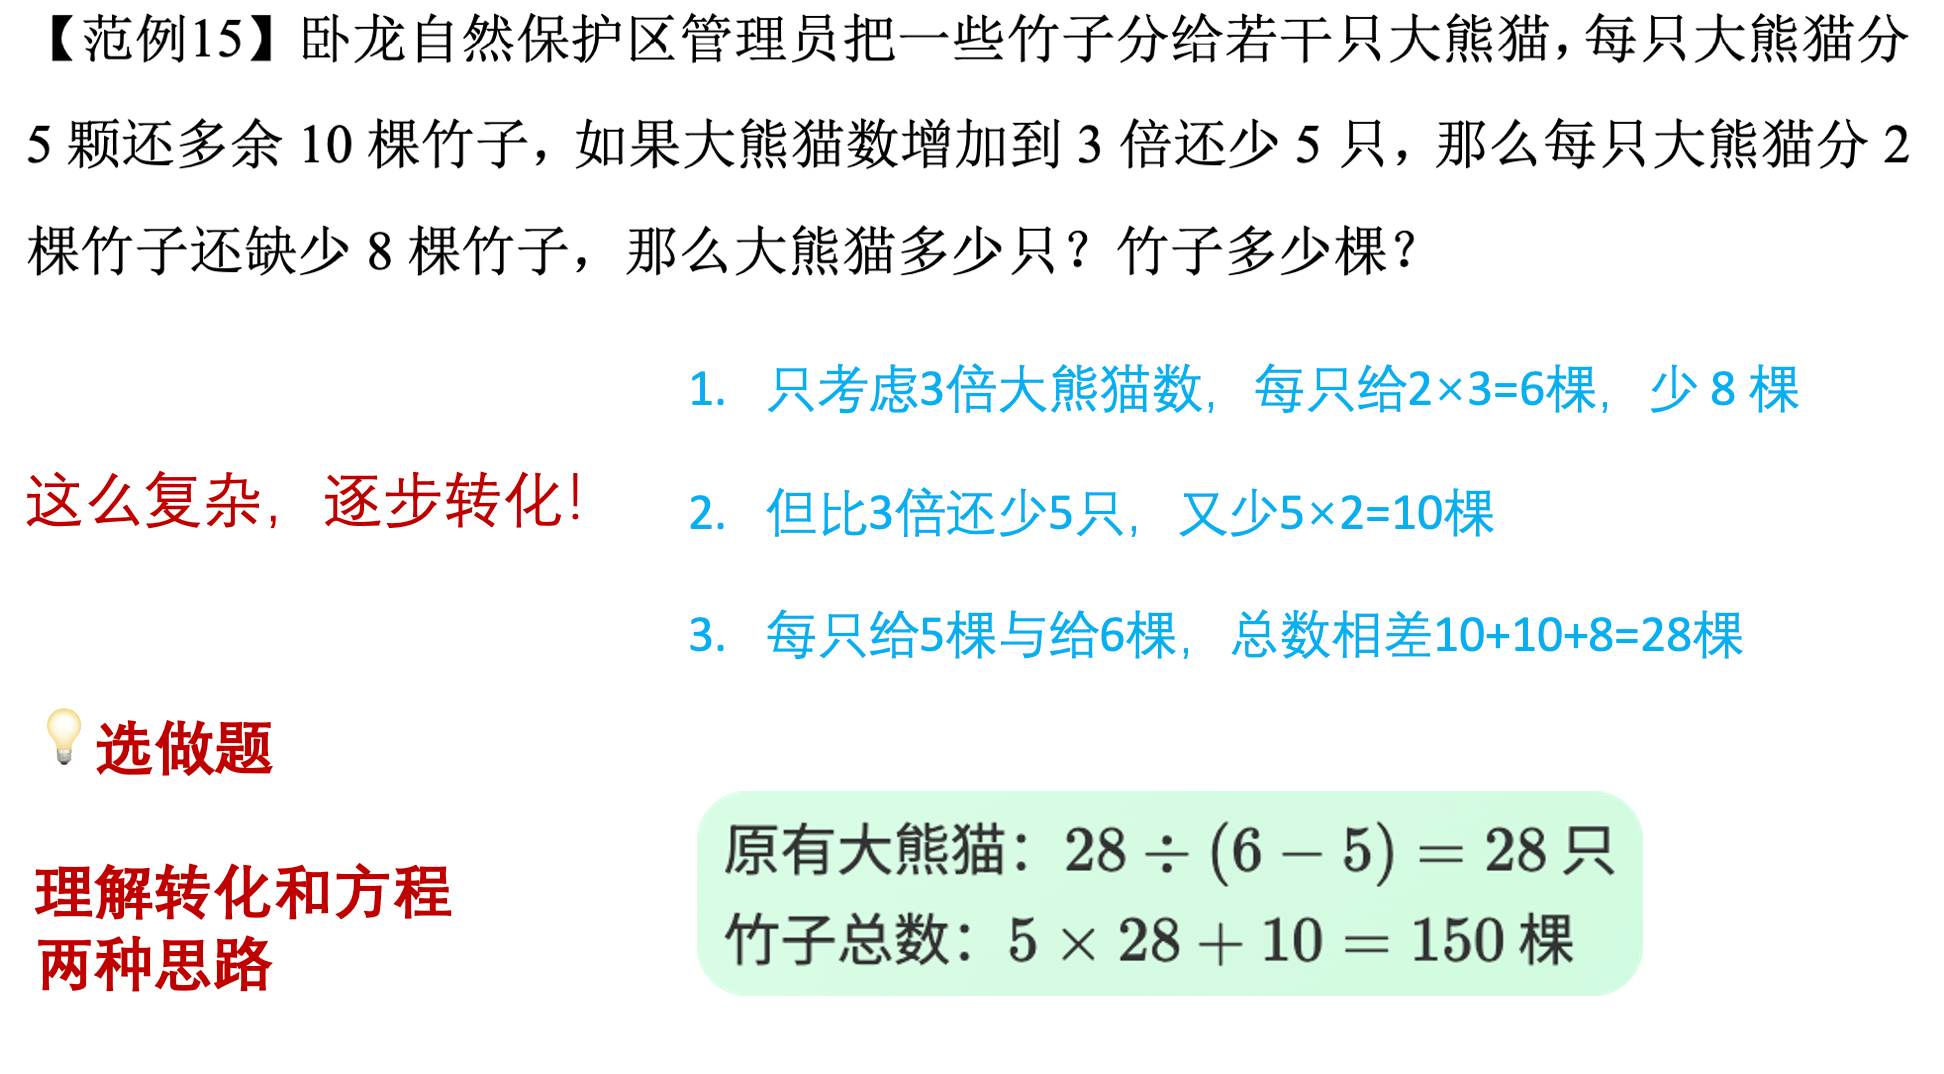 【范例15】卧龙自然保护区管理员把一些竹子分给若干只大熊猫，每只大熊猫分
5 颗还多余 10 棵竹子，如果大熊猫数增加到 3 倍还少 5 只，那么每只大熊猫分 2
棵竹子还缺少 8 棵竹子，那么大熊猫多少只？竹子多少棵？
1. 只考虑3倍大熊猫数，每只给2×3=6棵，少 8 棵
这么复杂，逐步转化！
2. 但比3倍还少5只，又少5×2=10棵
3. 每只给5棵与给6棵，总数相差10+10+8=28棵
选做题
理解转化和方程
两种思路
原有大熊猫：28 ÷ (6 − 5) = 28 只
竹子总数：5 × 28 + 10 = 150 棵